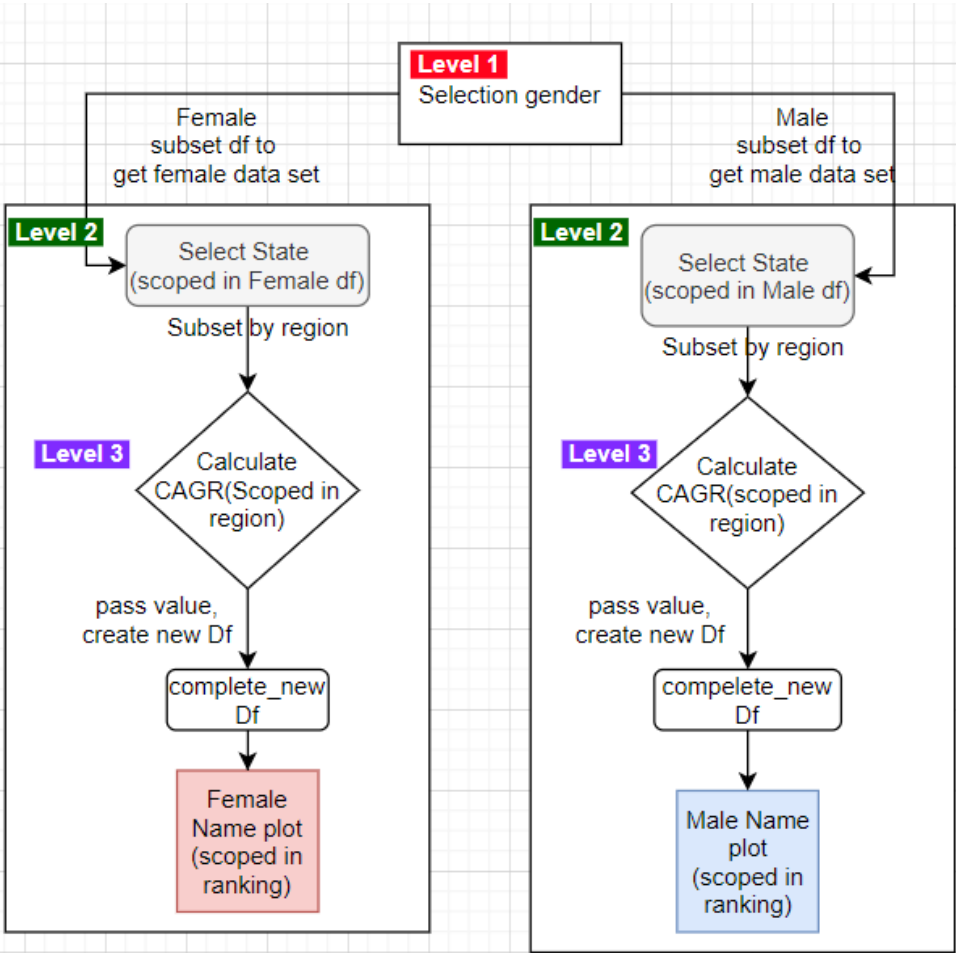 Level 1
Selection gender
Female
subset df to
get female data set
Male
subset df to
get male data set
Level 2
Select State
(scoped in Female df)
Subset by region
Level 3
Calculate
CAGR(Scoped in
region)
pass value,
create new Df
complete_new
Df
Female
Name plot
(scoped in
ranking)
Level 2
Select State
(scoped in Male df)
Subset by region
Level 3
Calculate
CAGR(scoped in
region)
pass value,
create new Df
compelete_new
Df
Male Name
plot
(scoped in
ranking)